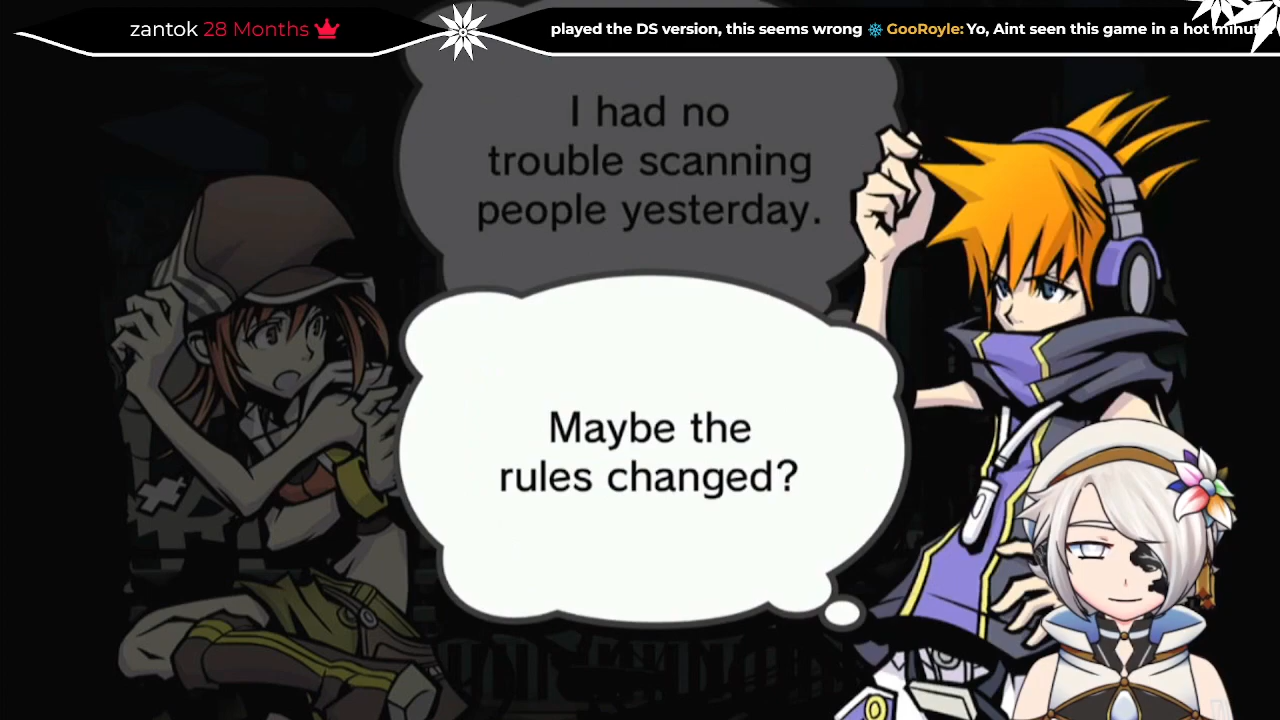 zantok 28 Months
played the DS version, this seems wrong GooRoyle: Yo, Aint seen this game in a hot minute
I had no
trouble scanning
people yesterday.
Maybe the
rules changed?